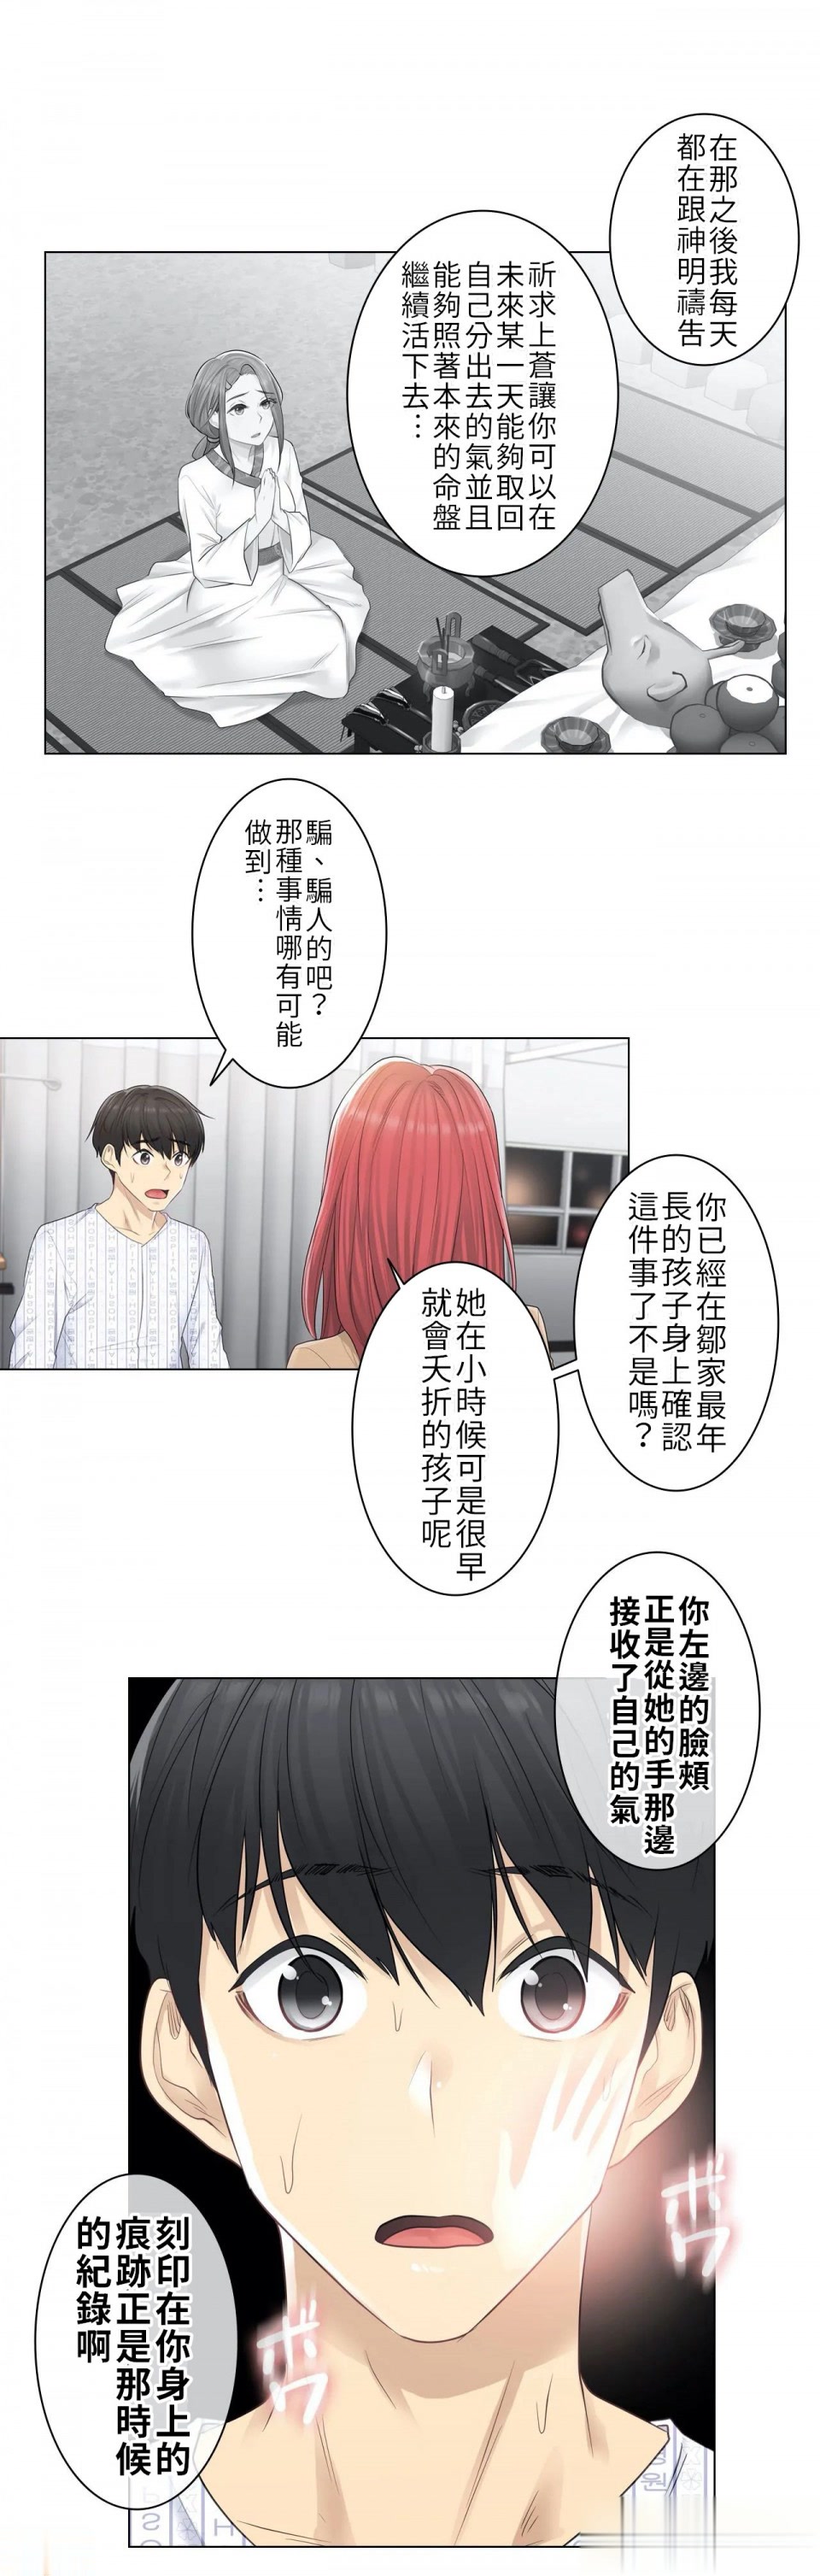 在那之後我每天
都在跟神明禱告
祈求上蒼讓你可以在
未來某一天能夠取回
自己分出去的氣並且
能夠照著本來的命盤
繼續活下去…
騙、騙人的吧？
那種事情哪有可能
做到…
你已經在鄒家最年
長的孩子身上確認
這件事了不是嗎？
她在小時候可是很早
就會夭折的孩子呢
你左邊的臉頰
正是從她的手那邊
接收了自己的氣
ボワ
ボワ
刻印在你身上的
痕跡正是那時候
的紀錄啊